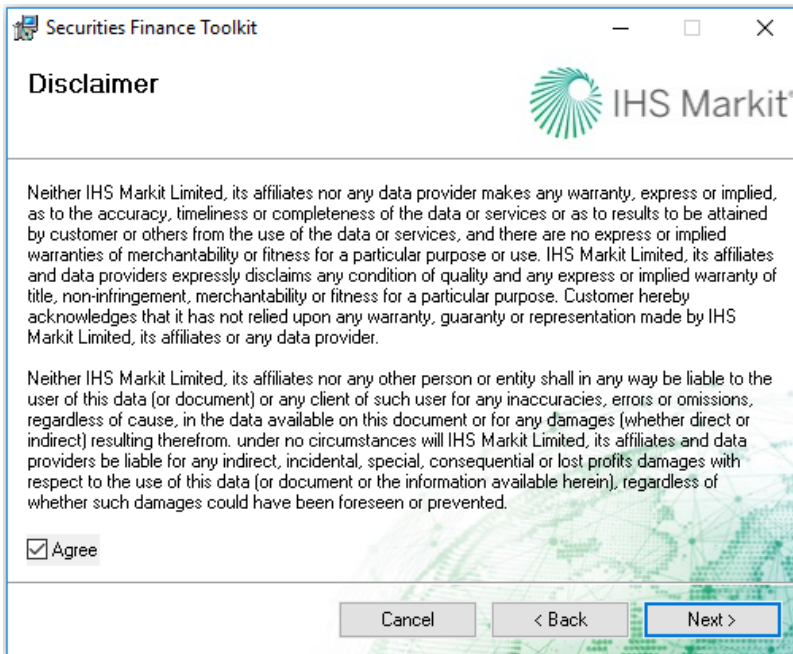 Securities Finance Toolkit
Disclaimer
IHS Markit®
Neither IHS Markit Limited, its affiliates nor any data provider makes any warranty, express or implied,
as to the accuracy, timeliness or completeness of the data or services or as to results to be attained
by customer or others from the use of the data or services, and there are no express or implied
warranties of merchantability or fitness for a particular purpose or use. IHS Markit Limited, its affiliates
and data providers expressly disclaims any condition of quality and any express or implied warranty of
title, non-infringement, merchantability or fitness for a particular purpose. Customer hereby
acknowledges that it has not relied upon any warranty, guaranty or representation made by IHS
Markit Limited, its affiliates or any data provider.
Neither IHS Markit Limited, its affiliates nor any other person or entity shall in any way be liable to the
user of this data (or document) or any client of such user for any inaccuracies, errors or omissions,
regardless of cause, in the data available on this document or for any damages (whether direct or
indirect) resulting therefrom. under no circumstances will IHS Markit Limited, its affiliates and data
providers be liable for any indirect, incidental, special, consequential or lost profits damages with
respect to the use of this data (or document or the information available herein), regardless of
whether such damages could have been foreseen or prevented.
Agree
Cancel < Back Next >